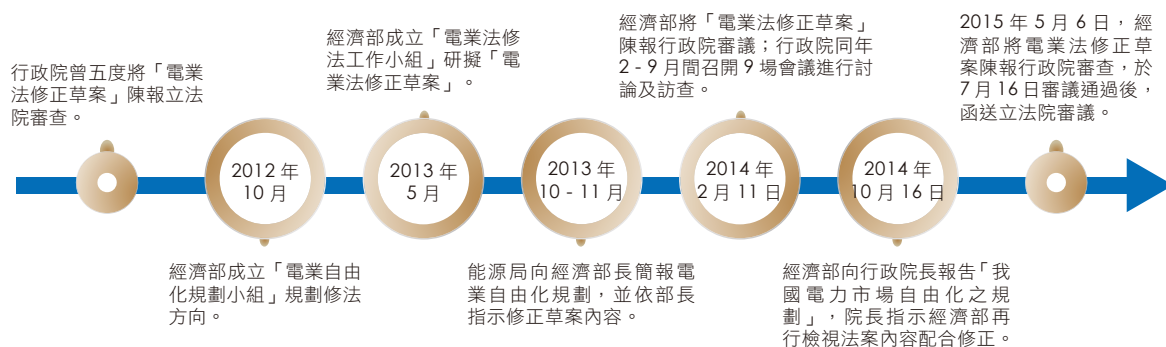 行政院曾五度將「電業
法修正草案」陳報立法
院審查。
2012 年
10 月
經濟部成立「電業自由
化規劃小組」規劃修法
方向。
經濟部成立「電業法修
法工作小組」研擬「電
業法修正草案」。
2013 年
5 月
2013 年
10 - 11 月
能源局向經濟部長簡報電
業自由化規劃，並依部長
指示修正草案內容。
經濟部將「電業法修正草案」
陳報行政院審議；行政院同年
2 - 9 月間召開 9 場會議進行討
論及訪查。
2014 年
2 月 11 日
2014 年
10 月 16 日
經濟部向行政院長報告「我
國電力市場自由化之規
劃」，院長指示經濟部再
行檢視法案內容配合修正。
2015 年 5 月 6 日，經
濟部將電業法修正草
案陳報行政院審查，於
7 月 16 日審議通過後，
函送立法院審議。